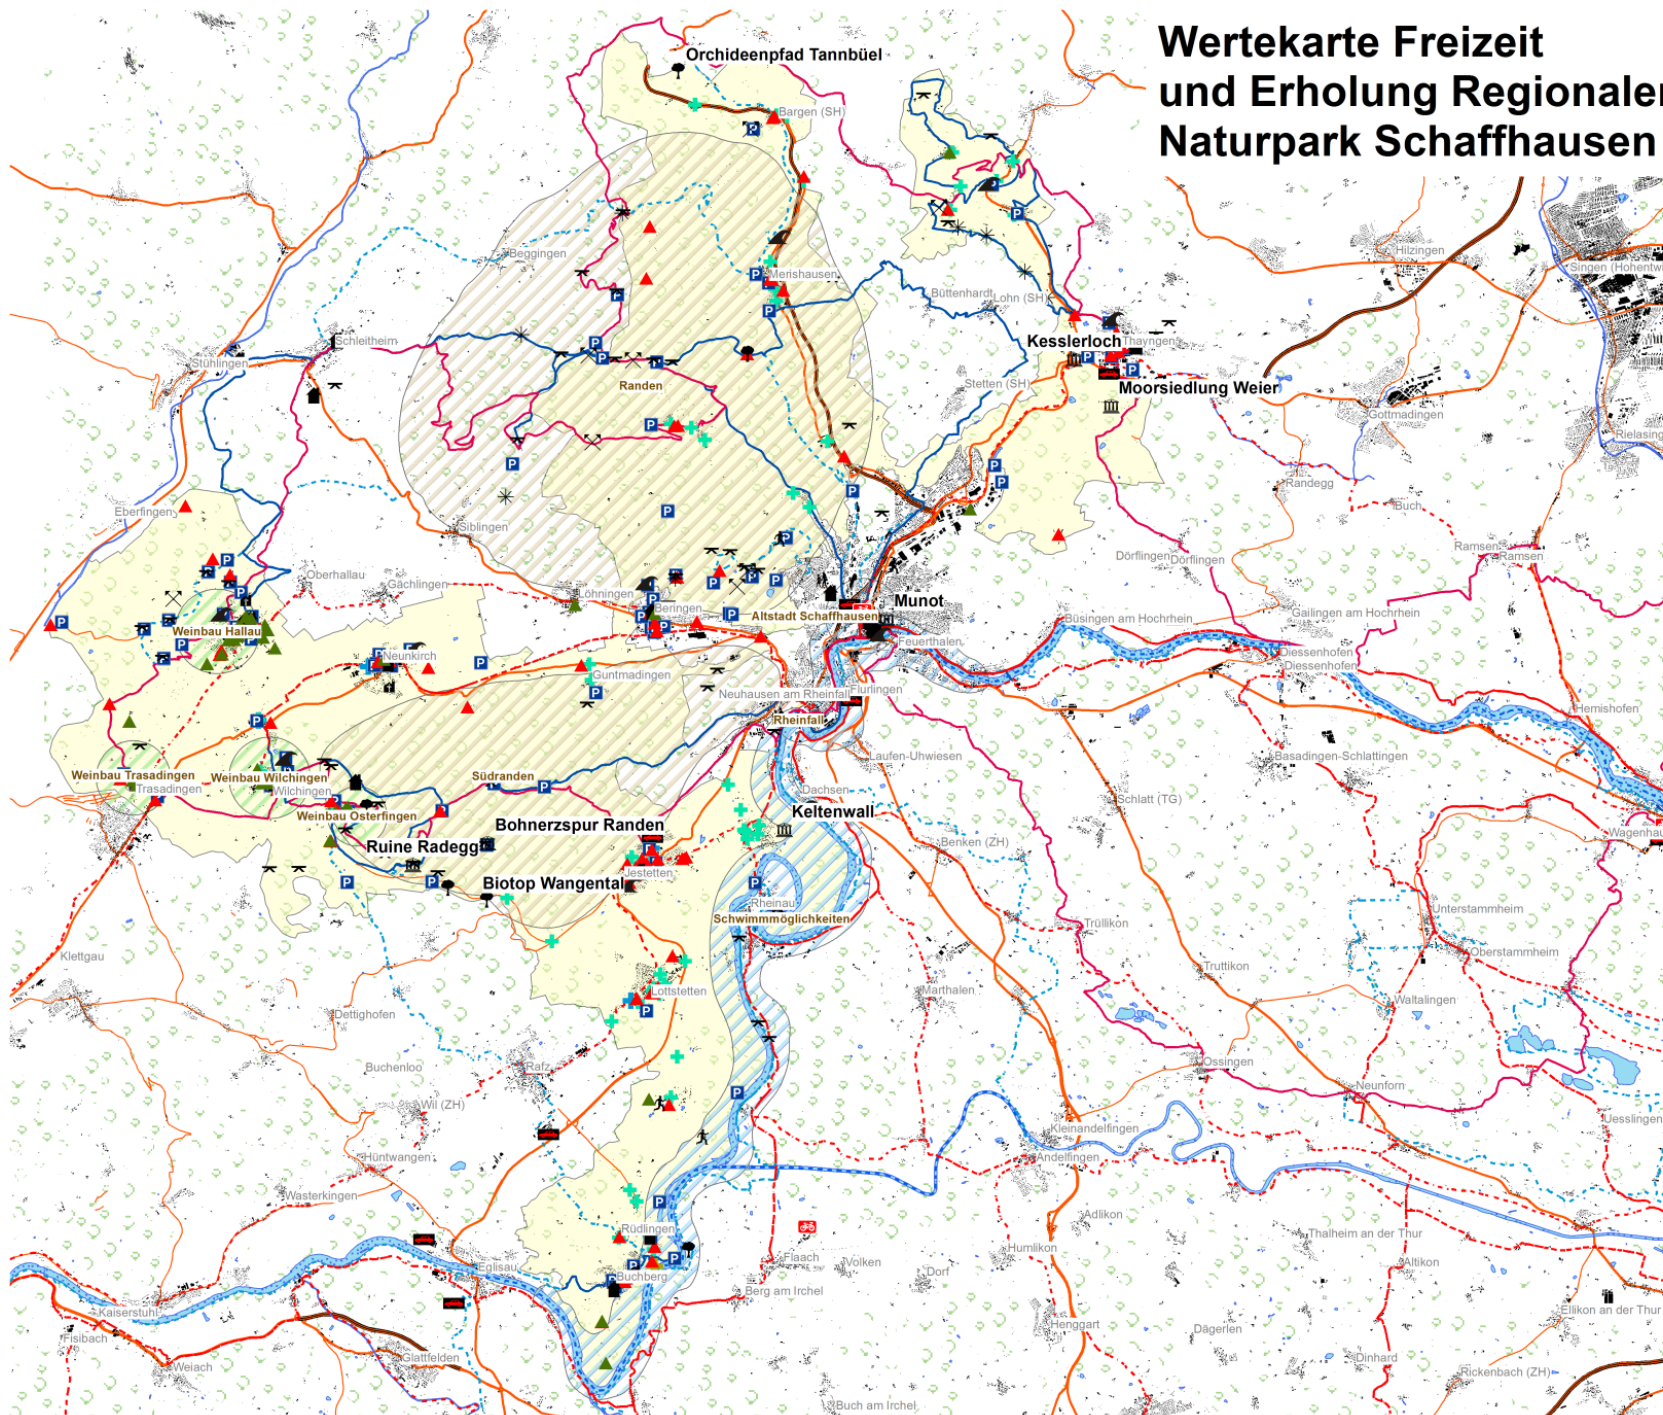 Wertekarte Freizeit
und Erholung Regionaler
Naturpark Schaffhausen
Orchideenpfad Tannbüel
Bargen (SH)
Beggingen
Merishausen
Hilzingen
Singen (Hohentwi
Büttenhardt
Lohn (SH)
Schleitheim
Stühlingen
Kesslerloch
Thayngen
Randen
Stetten (SH)
Moorsiedlung Weier
Gottmadingen
Rielasing
Randegg
Buch
Eberfingen
Siblingen
Ramsen
Ramsen
Dörflingen
Dörflingen
Oberhallau
Gächlingen
Löhningen
Beringen
Munot
Altstadt Schaffhausen
Gailingen am Hochrhein
Büsingen am Hochrhein
Weinbau Hallau
Feuerthalen
Neunkirch
Diessenhofen
Diessenhofen
Guntmadingen
Neuhausen am Rheinfall
Flurlingen
Hemishofen
Rheinfall
Laufen-Uhwiesen
Basadingen-Schlattingen
Weinbau Trasadingen
Trasadingen
Weinbau Wilchingen
Wilchingen
Südranden
Dachsen
Schlatt (TG)
Weinbau Osterfingen
Keltenwall
Bohnerzspur Randen
Wagenhau
Ruine Radegg
Benken (ZH)
Jestetten
Biotop Wangental
Rheinau
Schwimmmöglichkeiten
Unterstammheim
Trüllikon
Oberstammheim
Klettgau
Truttikon
Lottstetten
Marthalen
Waltalingen
Dettighofen
Buchenloo
Rafz
Ossingen
Neunforn
Wil (ZH)
Uesslingen
Kleinandelfingen
Andelfingen
Hüntwangen
Wasterkingen
Adlikon
Rüdlingen
Thalheim an der Thur
Humlikon
Flaach
Volken
Dorf
Altikon
Eglisau
Buchberg
Berg am Irchel
Kaiserstuhl
Ellikon an der Thur
Fisibach
Henggart
Dägerlen
Glattfelden
Dinhard
Weiach
Rickenbach (ZH)
Buch am Irchel